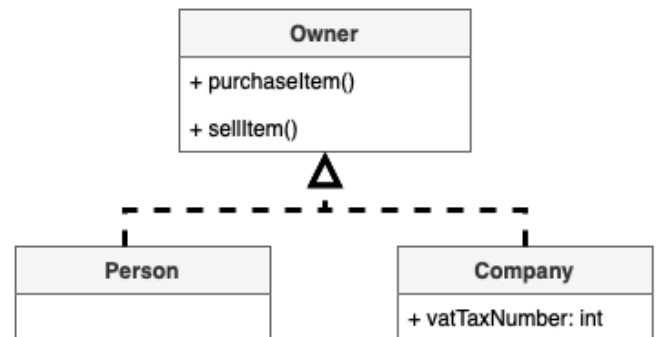 Owner
+ purchaseItem()
+ sellItem()
Person
Company
+ vatTaxNumber: int